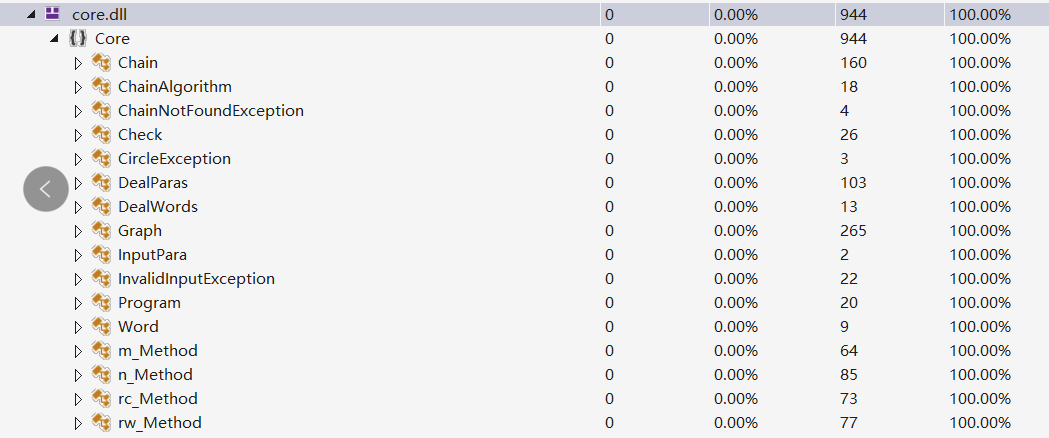 core.dll 0 0.00% 944 100.00%
Core 0 0.00% 944 100.00%
Chain 0 0.00% 160 100.00%
ChainAlgorithm 0 0.00% 18 100.00%
ChainNotFoundException 0 0.00% 4 100.00%
Check 0 0.00% 26 100.00%
CircleException 0 0.00% 3 100.00%
DealParas 0 0.00% 103 100.00%
DealWords 0 0.00% 13 100.00%
Graph 0 0.00% 265 100.00%
InputPara 0 0.00% 2 100.00%
InvalidInputException 0 0.00% 22 100.00%
Program 0 0.00% 20 100.00%
Word 0 0.00% 9 100.00%
m_Method 0 0.00% 64 100.00%
n_Method 0 0.00% 85 100.00%
rc_Method 0 0.00% 73 100.00%
rw_Method 0 0.00% 77 100.00%